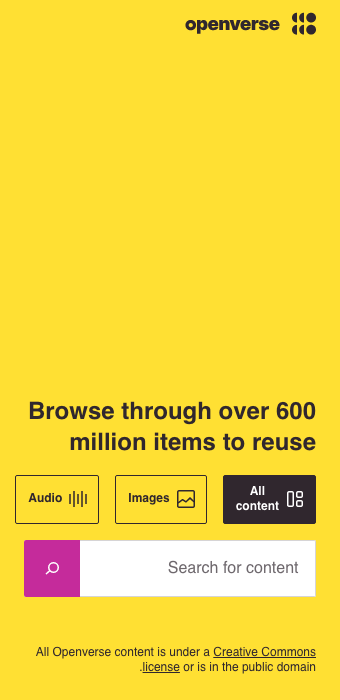 openverse
Browse through over 600
million items to reuse
All
content
Images
Audio
Search for content
All Openverse content is under a Creative Commons
.license or is in the public domain